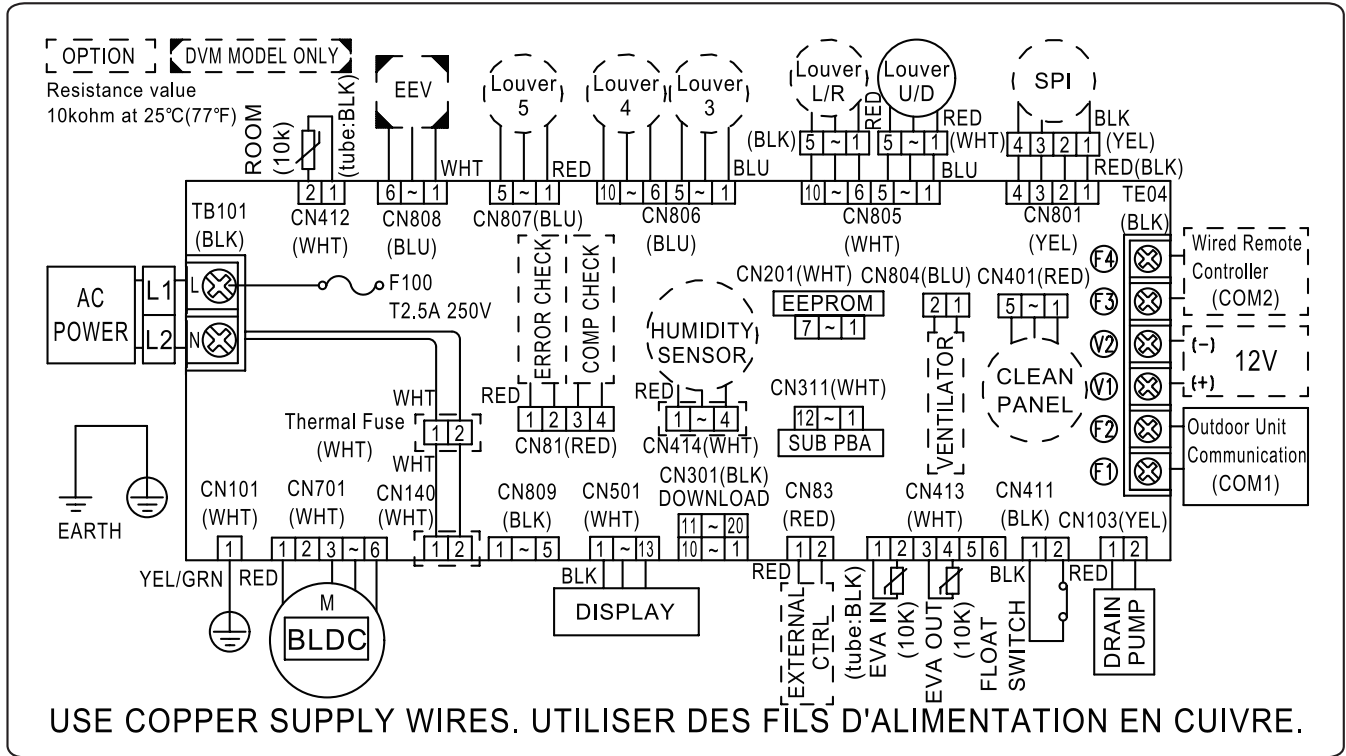 OPTION
DVM MODEL ONLY
Resistance value
10kohm at 25℃(77℉)
ROOM
(10k)
(tube:BLK)
2 1
CN412
(WHT)
EEV
WHT
6 ~ 1
CN808
(BLU)
Louver
5
RED
5 ~ 1
CN807(BLU)
Louver
4
Louver
3
BLU
10 ~ 6 5 ~ 1
CN806
(BLU)
Louver
L/R
(BLK)
5 ~ 1
RED
Louver
U/D
RED
5 ~ 1
(WHT)
BLU
10 ~ 6 5 ~ 1
CN805
(WHT)
SPI
BLK
4 3 2 1
(YEL)
RED(BLK)
4 3 2 1
CN801
(YEL)
TE04
(BLK)
TB101
(BLK)
AC
POWER
L1
L2
L
N
F100
T2.5A 250V
ERROR CHECK
COMP CHECK
RED
1 2 3 4
CN81(RED)
HUMIDITY
SENSOR
RED
1 ~ 4
CN414(WHT)
CN201(WHT)
EEPROM
7 ~ 1
CN311(WHT)
12 ~ 1
SUB PBA
CN804(BLU)
2 1
VENTILATOR
CN401(RED)
5 ~ 1
CLEAN
PANEL
F4
F3
V2
V1
F2
F1
Wired Remote
Controller
(COM2)
(-)
12V
(+)
Outdoor Unit
Communication
(COM1)
WHT
Thermal Fuse
(WHT)
1 2
WHT
EARTH
CN101
(WHT)
1
YEL/GRN
CN701
(WHT)
1 2 3 ~ 6
RED
M
BLDC
CN140
(WHT)
1 2
CN809
(BLK)
1 ~ 5
CN501
(WHT)
1 ~ 13
BLK
DISPLAY
CN301(BLK)
DOWNLOAD
11 ~ 20
10 ~ 1
CN83
(RED)
1 2
RED
EXTERNAL
CTRL
CN413
(WHT)
1 2 3 4 5 6
(tube:BLK)
EVA IN
(10K)
EVA OUT
(10K)
FLOAT
SWITCH
CN411
(BLK)
1 2
BLK
CN103(YEL)
1 2
RED
DRAIN
PUMP
USE COPPER SUPPLY WIRES. UTILISER DES FILS D'ALIMENTATION EN CUIVRE.